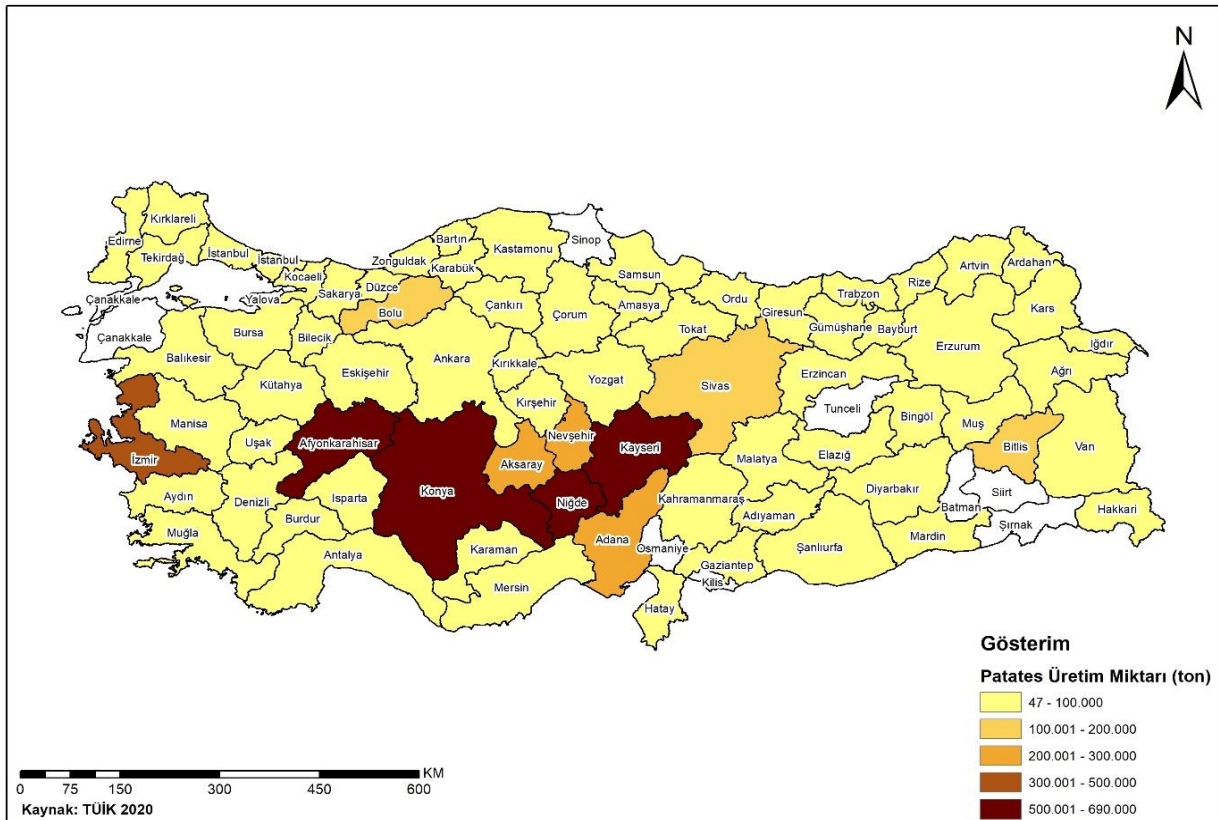 N
Kırklareli
Edirne
Tekirdağ
İstanbul
İstanbul
Kocaeli
Yalova
Sakarya
Düzce
Bolu
Zonguldak
Bartın
Karabük
Kastamonu
Sinop
Samsun
Çankırı
Çorum
Amasya
Tokat
Ordu
Giresun
Trabzon
Gümüşhane
Bayburt
Rize
Artvin
Ardahan
Kars
Iğdır
Ağrı
Erzurum
Erzincan
Çanakkale
Çanakkale
Balıkesir
Bursa
Bilecik
Kütahya
Eskişehir
Ankara
Kırıkkale
Kırşehir
Yozgat
Sivas
Tunceli
Bingöl
Muş
Bitlis
Van
Manisa
İzmir
Uşak
Afyonkarahisar
Konya
Aksaray
Nevşehir
Kayseri
Niğde
Malatya
Elazığ
Diyarbakır
Batman
Siirt
Şırnak
Hakkari
Aydın
Denizli
Isparta
Burdur
Muğla
Antalya
Karaman
Mersin
Adana
Kahramanmaraş
Adıyaman
Osmaniye
Gaziantep
Kilis
Şanlıurfa
Mardin
Hatay
Gösterim
Patates Üretim Miktarı (ton)
47 - 100.000
100.001 - 200.000
200.001 - 300.000
300.001 - 500.000
500.001 - 690.000
KM
0 75 150 300 450 600
Kaynak: TÜİK 2020